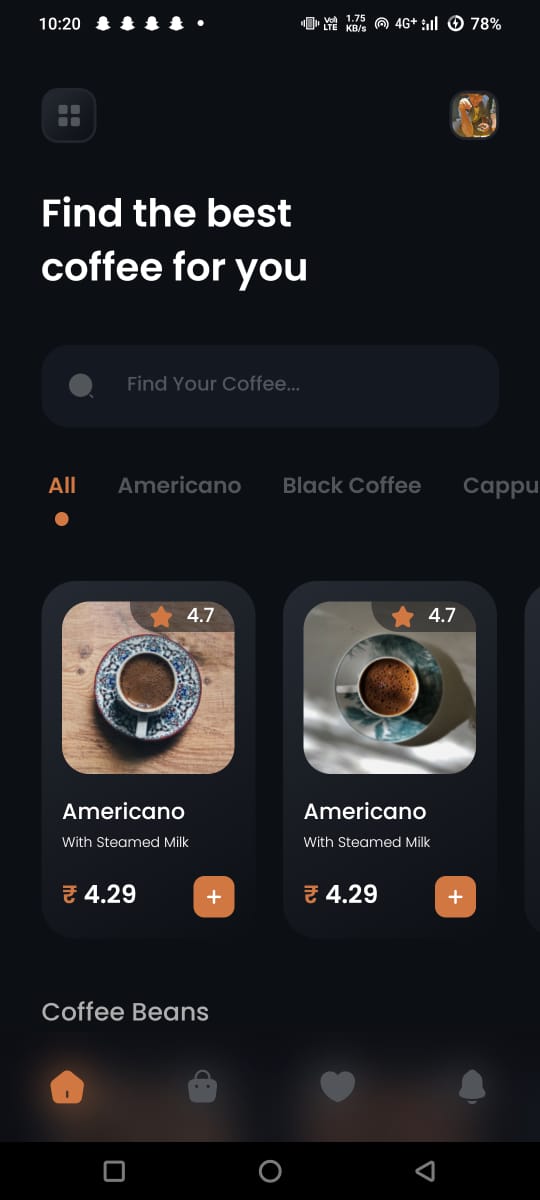 10:20
Vo)) LTE 1.75 KB/s 4G+ 78%
Find the best
coffee for you
Find Your Coffee...
All Americano Black Coffee Cappu
4.7 4.7
Americano Americano
With Steamed Milk With Steamed Milk
₹ 4.29 + ₹ 4.29 +
Coffee Beans